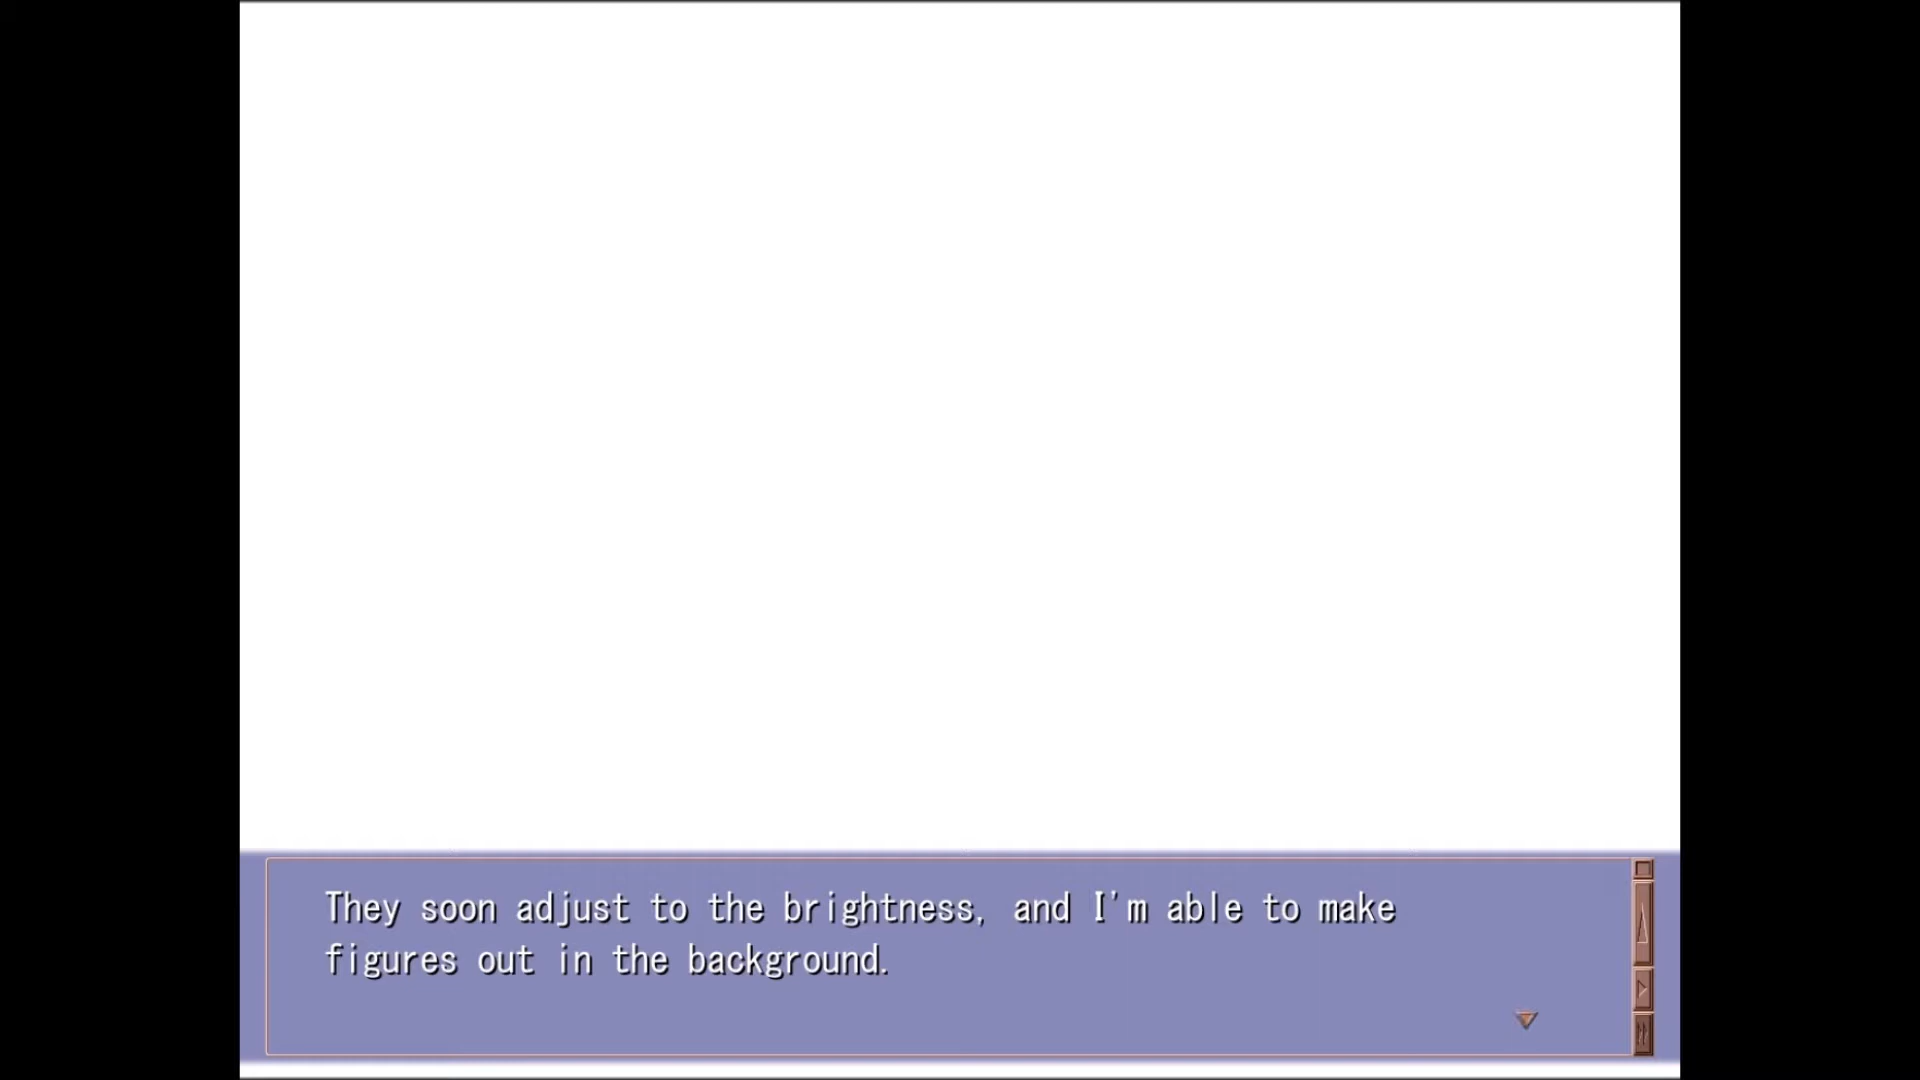 They soon adjust to the brightness, and I'm able to make
figures out in the background.